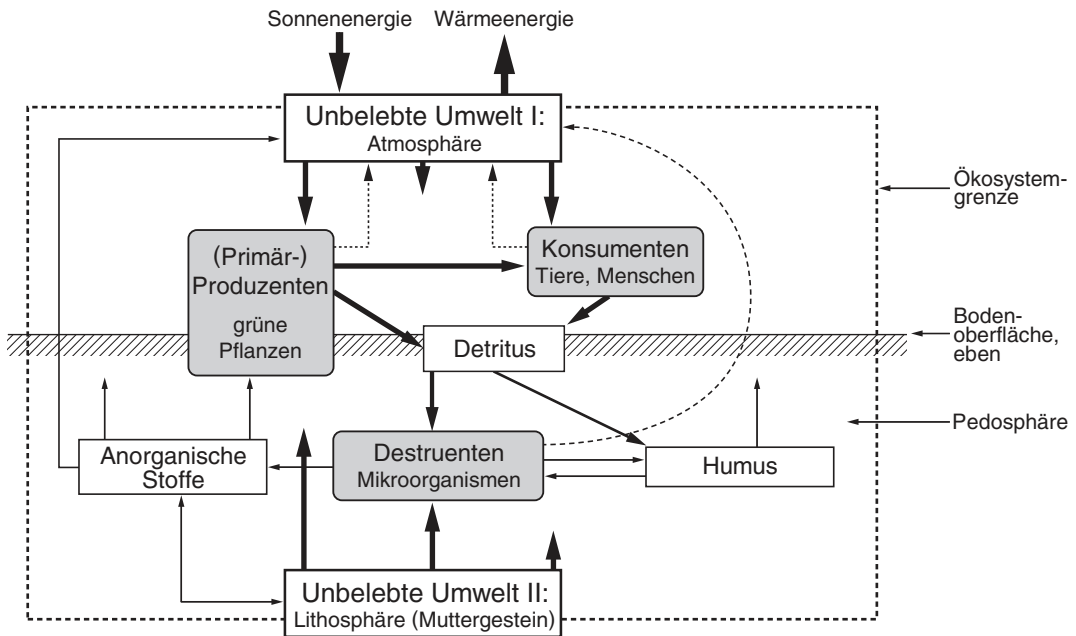 Sonnenergie Wärmeenergie
Unbelebte Umwelt I:
Atmosphäre
Ökosystem-
grenze
(Primär-)
Produzenten
grüne
Pflanzen
Konsumenten
Tiere, Menschen
Boden-
oberfläche,
eben
Detritus
Pedosphäre
Anorganische
Stoffe
Destruenten
Mikroorganismen
Humus
Unbelebte Umwelt II:
Lithosphäre (Muttergestein)